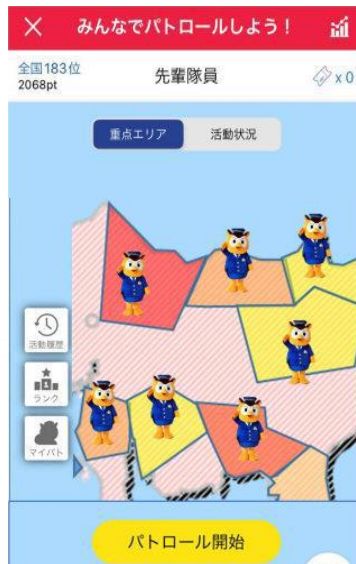 みんなでパトロールしよう！
全国183位
2068pt
先輩隊員
x 0
重点エリア
活動状況
活動履歴
ランク
マイパト
パトロール開始